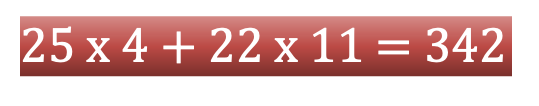 25 x 4 + 22 x 11 = 342